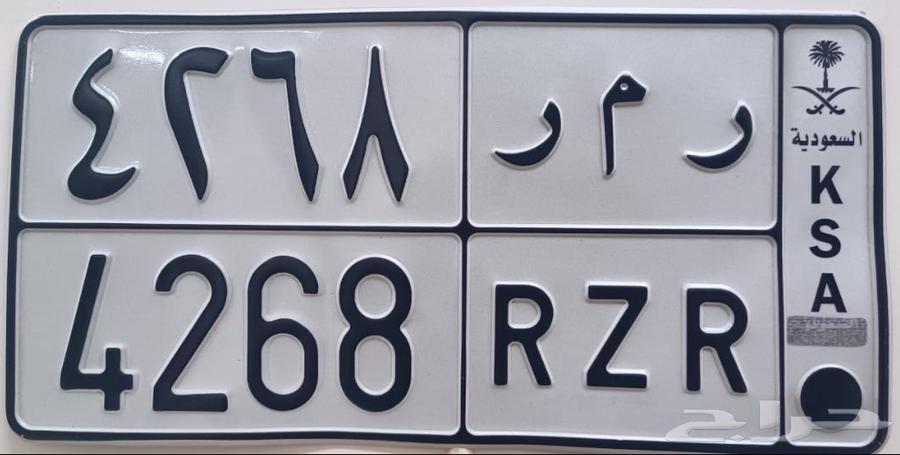 ٤٢٦٨ ر م ر
4268 RZR
السعودية
K
S
A
حراج